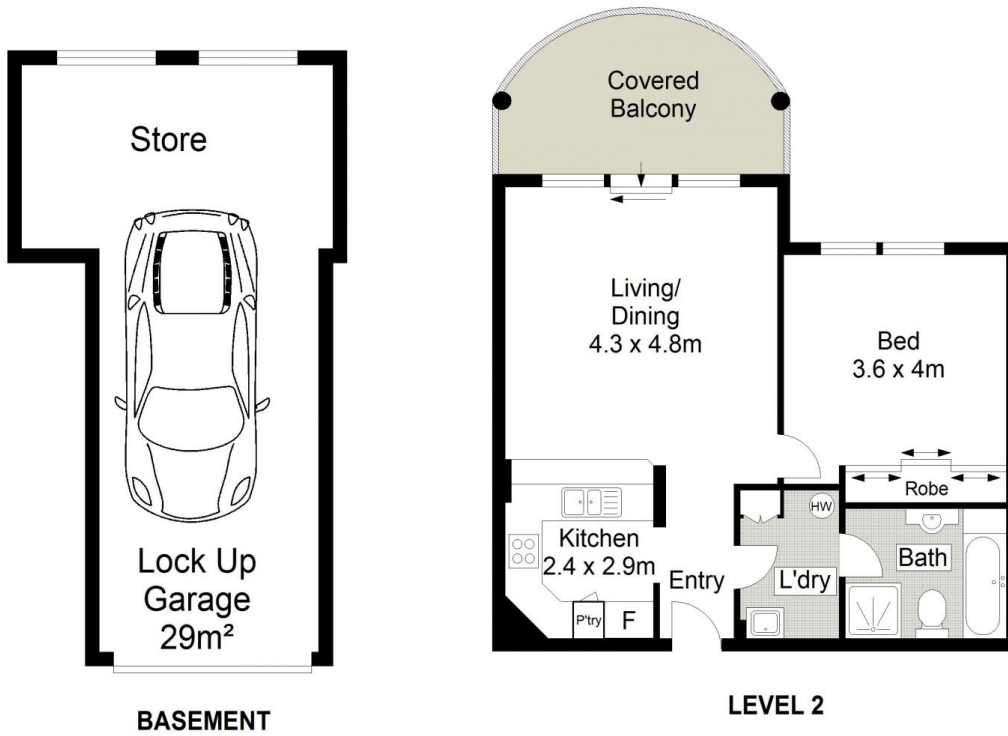 Store
Lock Up
Garage
29m²
BASEMENT
Covered
Balcony
Living/
Dining
4.3 x 4.8m
Bed
3.6 x 4m
Robe
HW
Kitchen
2.4 x 2.9m
Entry
L'dry
Bath
P'try
F
LEVEL 2